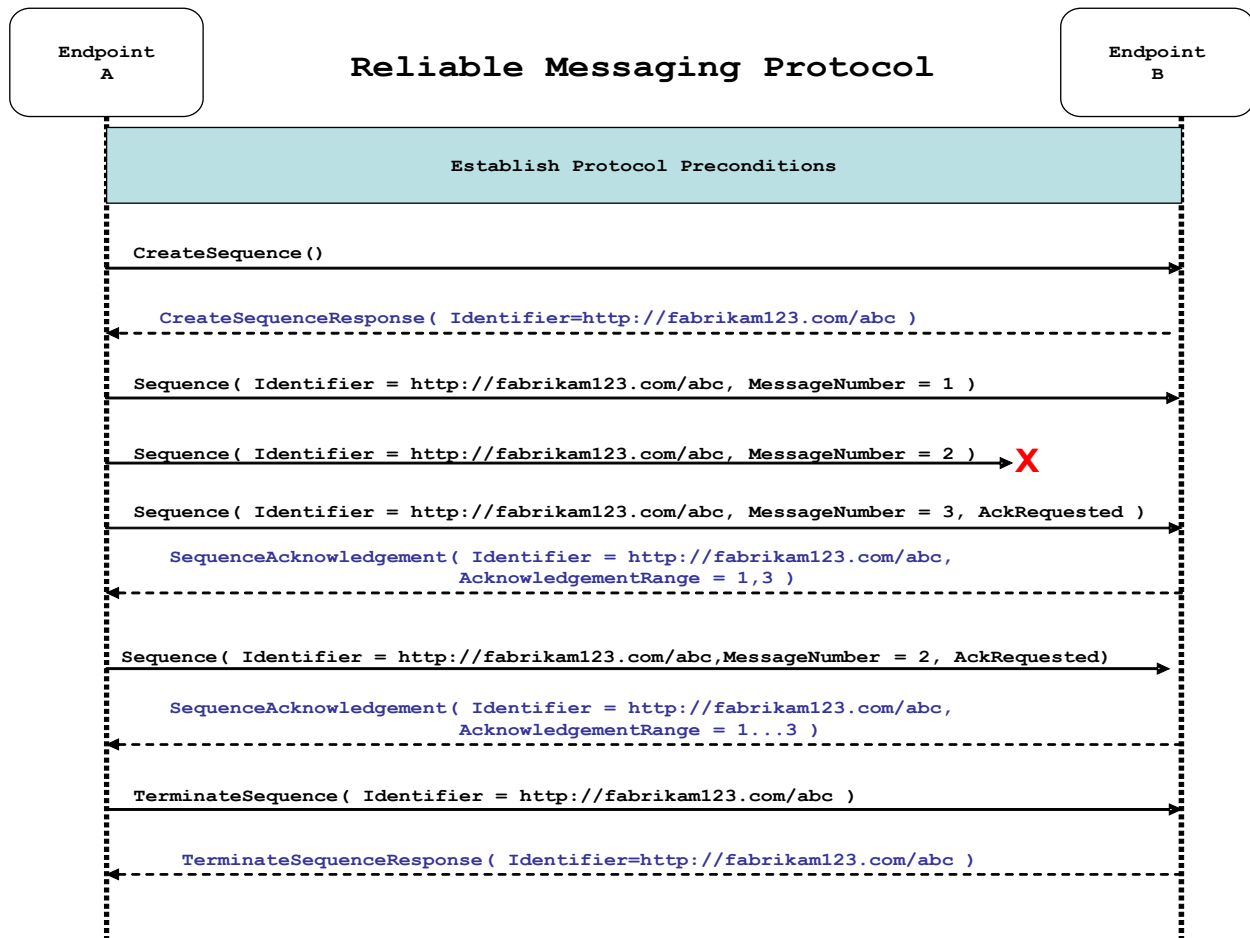 Endpoint
A
Reliable Messaging Protocol
Endpoint
B
Establish Protocol Preconditions
CreateSequence()
CreateSequenceResponse( Identifier=http://fabrikam123.com/abc )
Sequence( Identifier = http://fabrikam123.com/abc, MessageNumber = 1 )
Sequence( Identifier = http://fabrikam123.com/abc, MessageNumber = 2 )
X
Sequence( Identifier = http://fabrikam123.com/abc, MessageNumber = 3, AckRequested )
SequenceAcknowledgement( Identifier = http://fabrikam123.com/abc,
AcknowledgementRange = 1,3 )
Sequence( Identifier = http://fabrikam123.com/abc,MessageNumber = 2, AckRequested)
SequenceAcknowledgement( Identifier = http://fabrikam123.com/abc,
AcknowledgementRange = 1...3 )
TerminateSequence( Identifier = http://fabrikam123.com/abc )
TerminateSequenceResponse( Identifier=http://fabrikam123.com/abc )